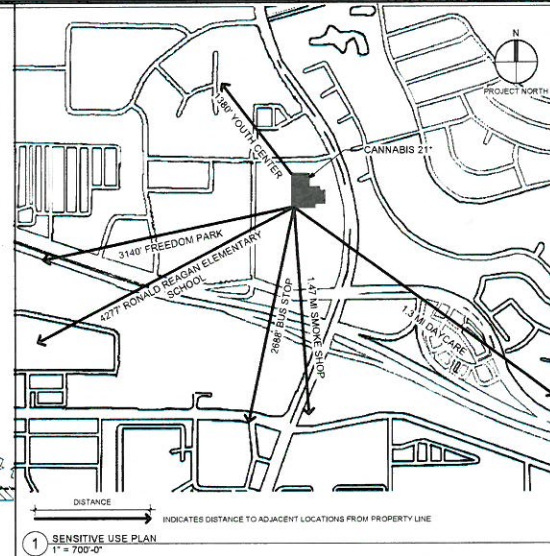 N
PROJECT NORTH
1380' YOUTH CENTER
CANNABIS 21+
3140' FREEDOM PARK
4277' RONALD REAGAN ELEMENTARY
SCHOOL
2688' BUS STOP
1.47 MI SMOKE SHOP
1.3 MI DAYCARE
DISTANCE
INDICATES DISTANCE TO ADJACENT LOCATIONS FROM PROPERTY LINE
1 SENSITIVE USE PLAN
1" = 700'-0"